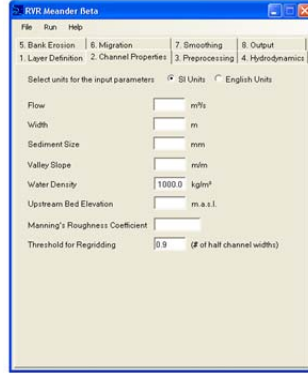 RVR Meander Beta
File Run Help
5. Bank Erosion 6. Migration 7. Smoothing 8. Output
1. Layer Definition 2. Channel Properties 3. Preprocessing 4. Hydrodynamics
Select units for the input parameters SI Units English Units
Flow m³/s
Width m
Sediment Size mm
Valley Slope m/m
Water Density 1000.0 kg/m³
Upstream Bed Elevation m.a.s.l.
Manning's Roughness Coefficient
Threshold for Regridding 0.9 (# of half channel widths)